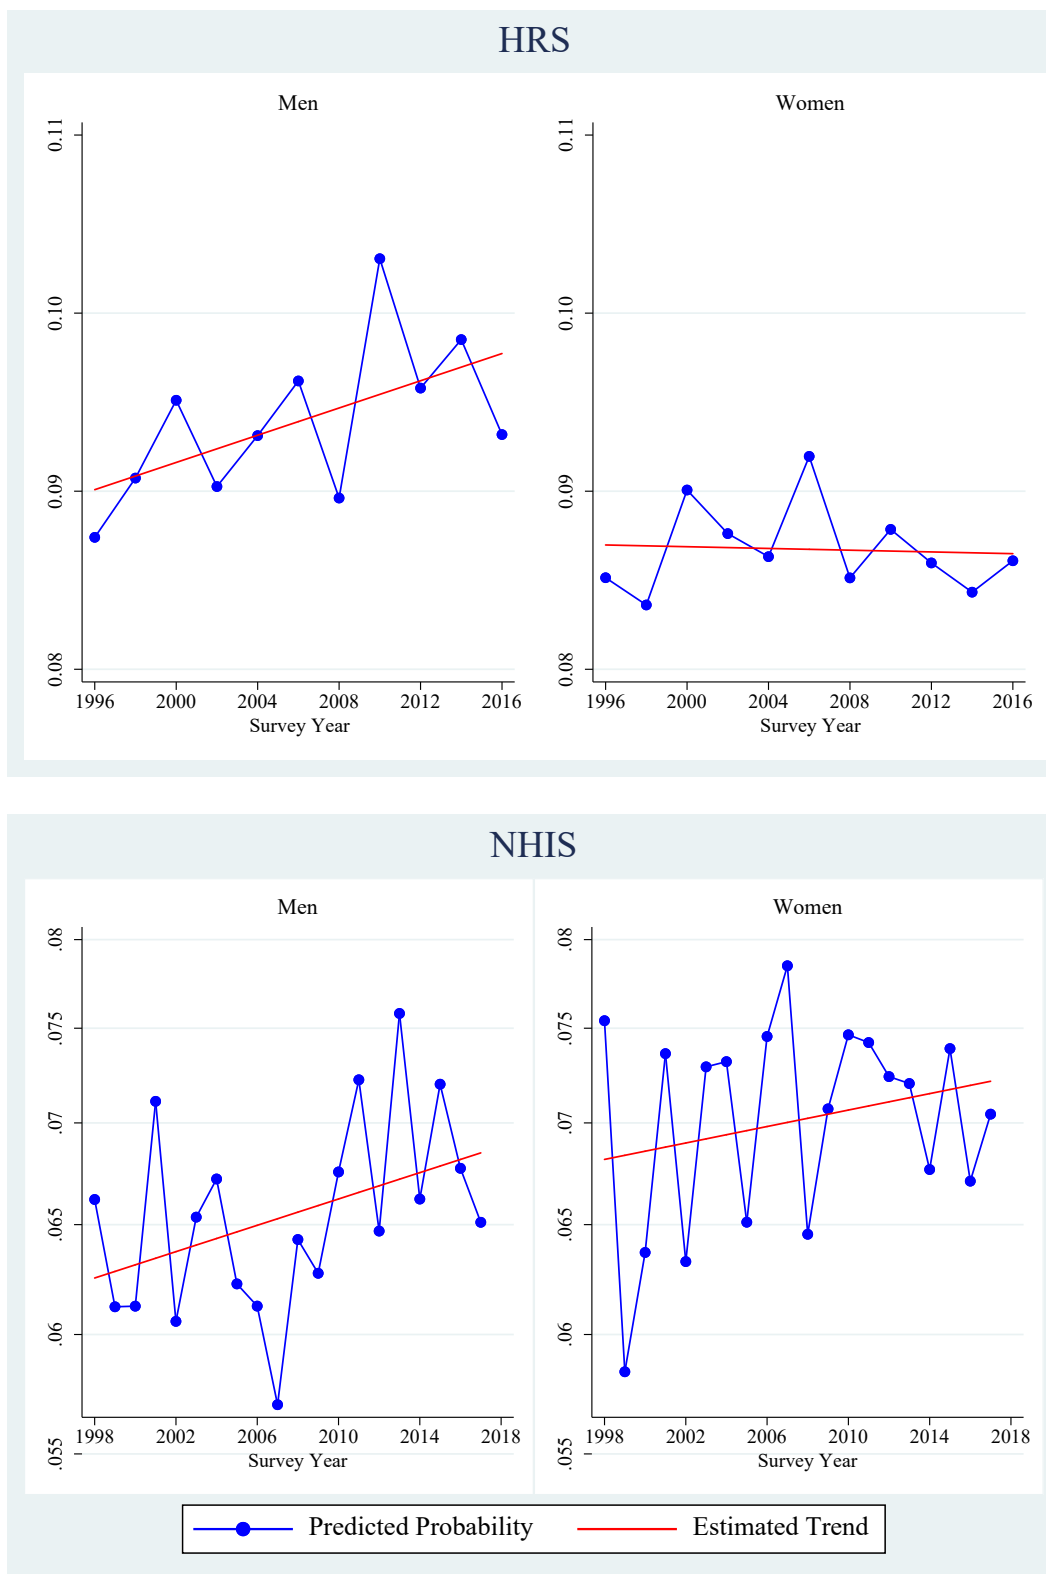 HRS
Men
Women
0.11
0.10
0.09
0.08
1996 2000 2004 2008 2012 2016
Survey Year
0.11
0.10
0.09
0.08
1996 2000 2004 2008 2012 2016
Survey Year
NHIS
Men
Women
.08
.075
.07
.065
.06
.055
1998 2002 2006 2010 2014 2018
Survey Year
.08
.075
.07
.065
.06
.055
1998 2002 2006 2010 2014 2018
Survey Year
Predicted Probability
Estimated Trend